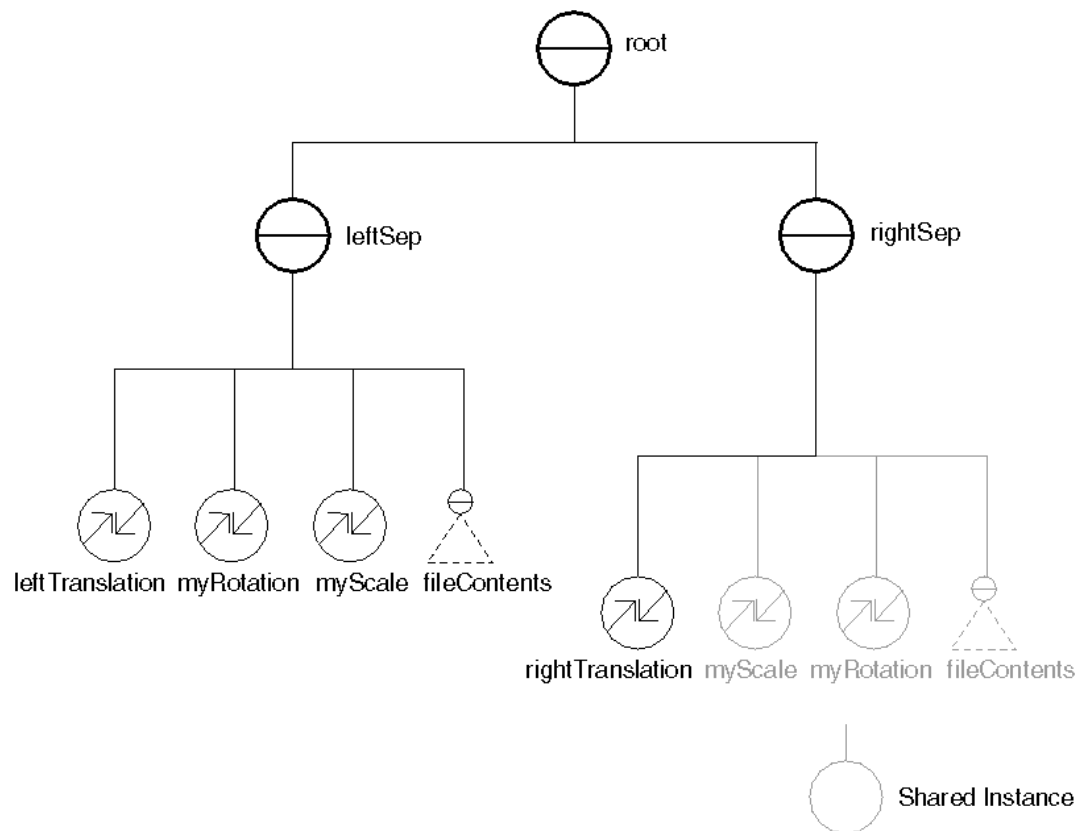 root
leftSep
rightSep
leftTranslation myRotation myScale fileContents
rightTranslation myScale myRotation fileContents
Shared Instance